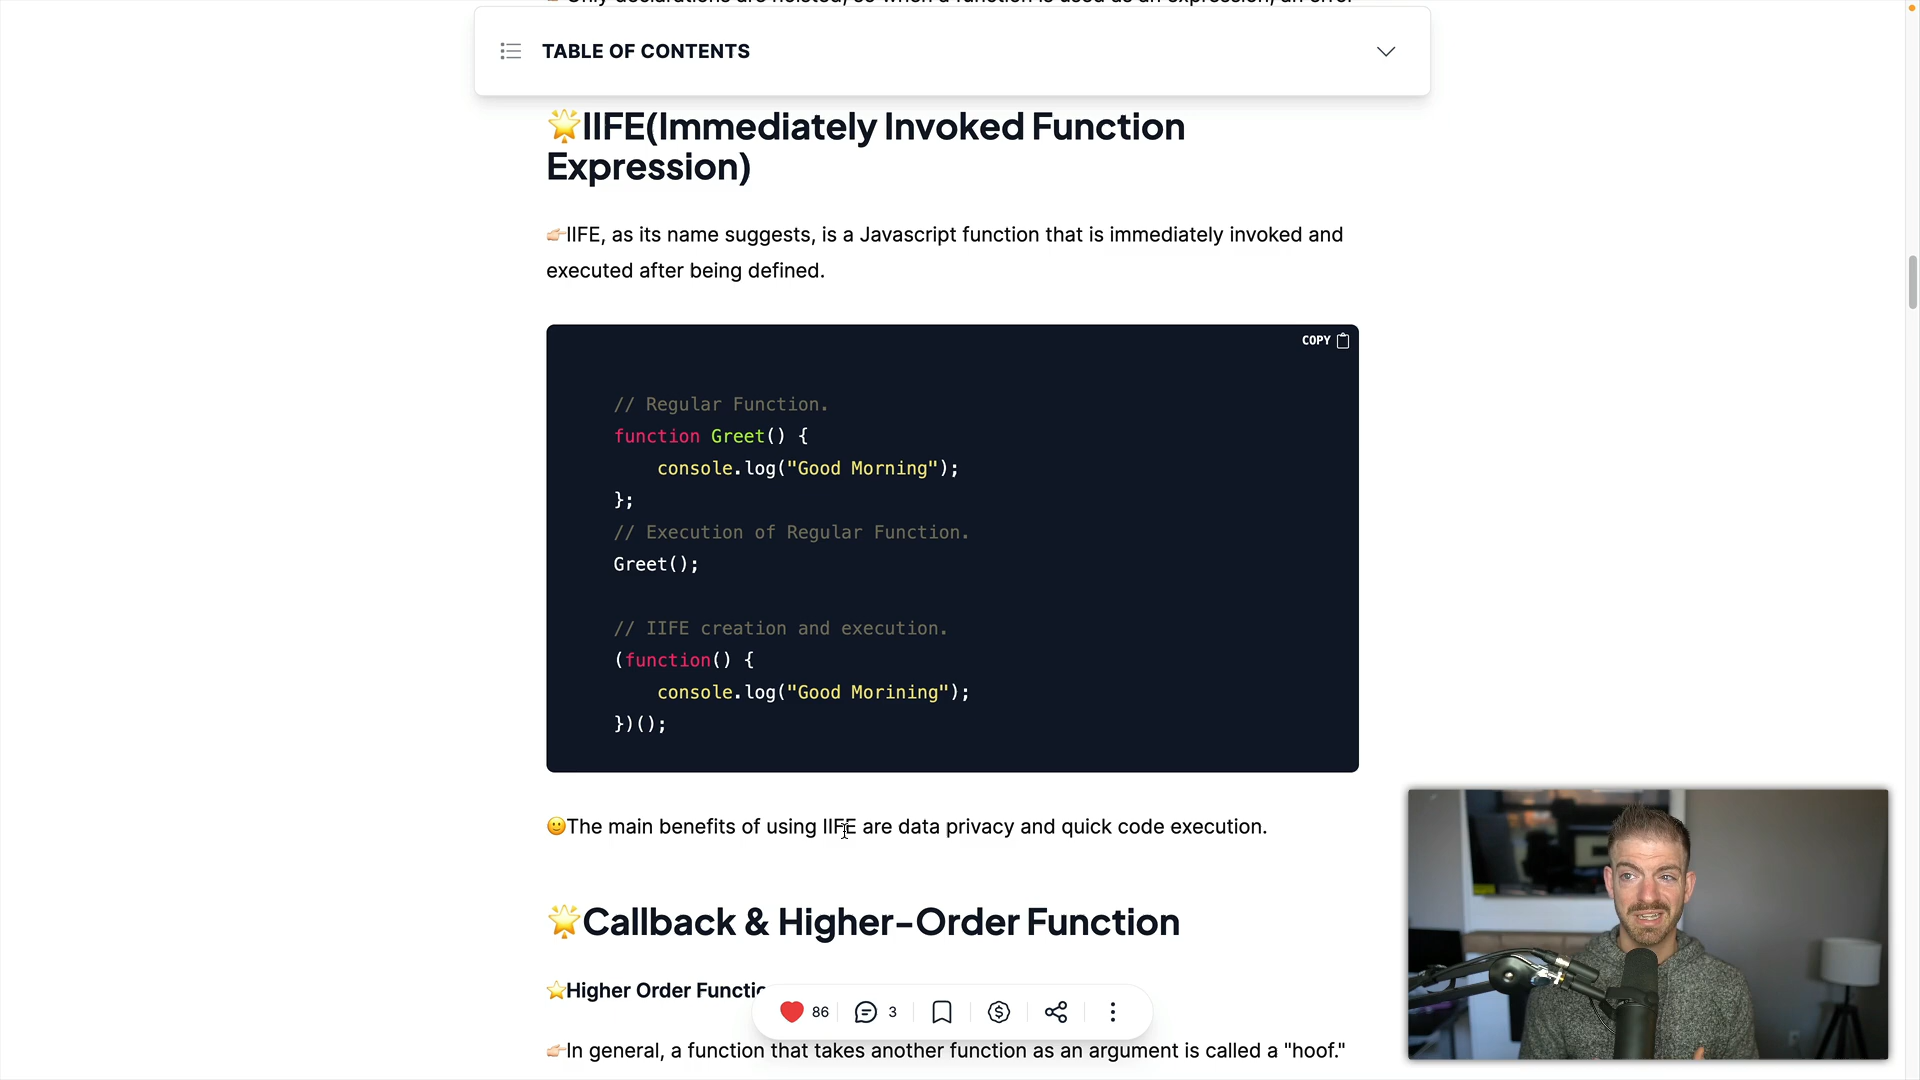 TABLE OF CONTENTS
🌟IIFE(Immediately Invoked Function
Expression)
👉🏻IIFE, as its name suggests, is a Javascript function that is immediately invoked and
executed after being defined.
COPY
// Regular Function.
function Greet() {
    console.log("Good Morning");
};
// Execution of Regular Function.
Greet();
// IIFE creation and execution.
(function() {
    console.log("Good Morining");
})();
🙂The main benefits of using IIFE are data privacy and quick code execution.
🌟Callback & Higher-Order Function
⭐Higher Order Functio
86
3
👉🏻In general, a function that takes another function as an argument is called a "hoof."